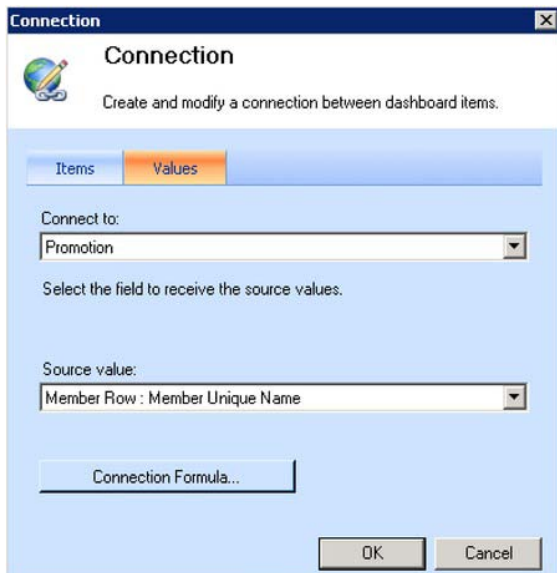 Connection
Connection
Create and modify a connection between dashboard items.
Items Values
Connect to:
Promotion
Select the field to receive the source values.
Source value:
Member Row : Member Unique Name
Connection Formula...
OK Cancel